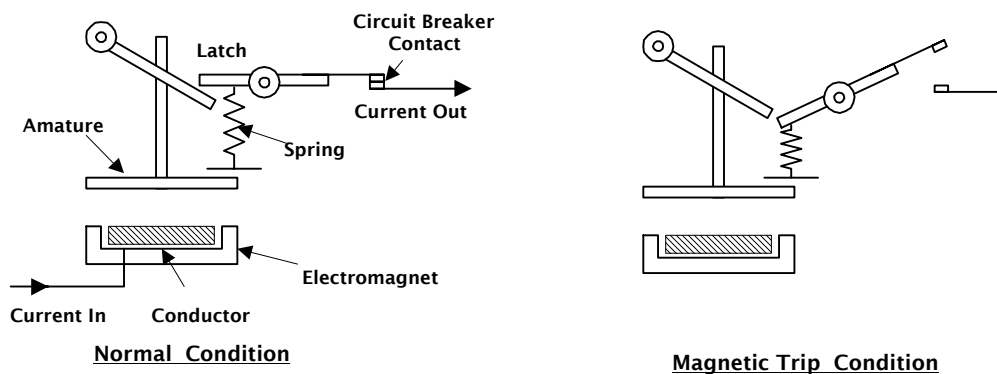 Circuit Breaker
Contact
Latch
Current Out
Amature
Spring
Electromagnet
Current In
Conductor
Normal Condition
Magnetic Trip Condition